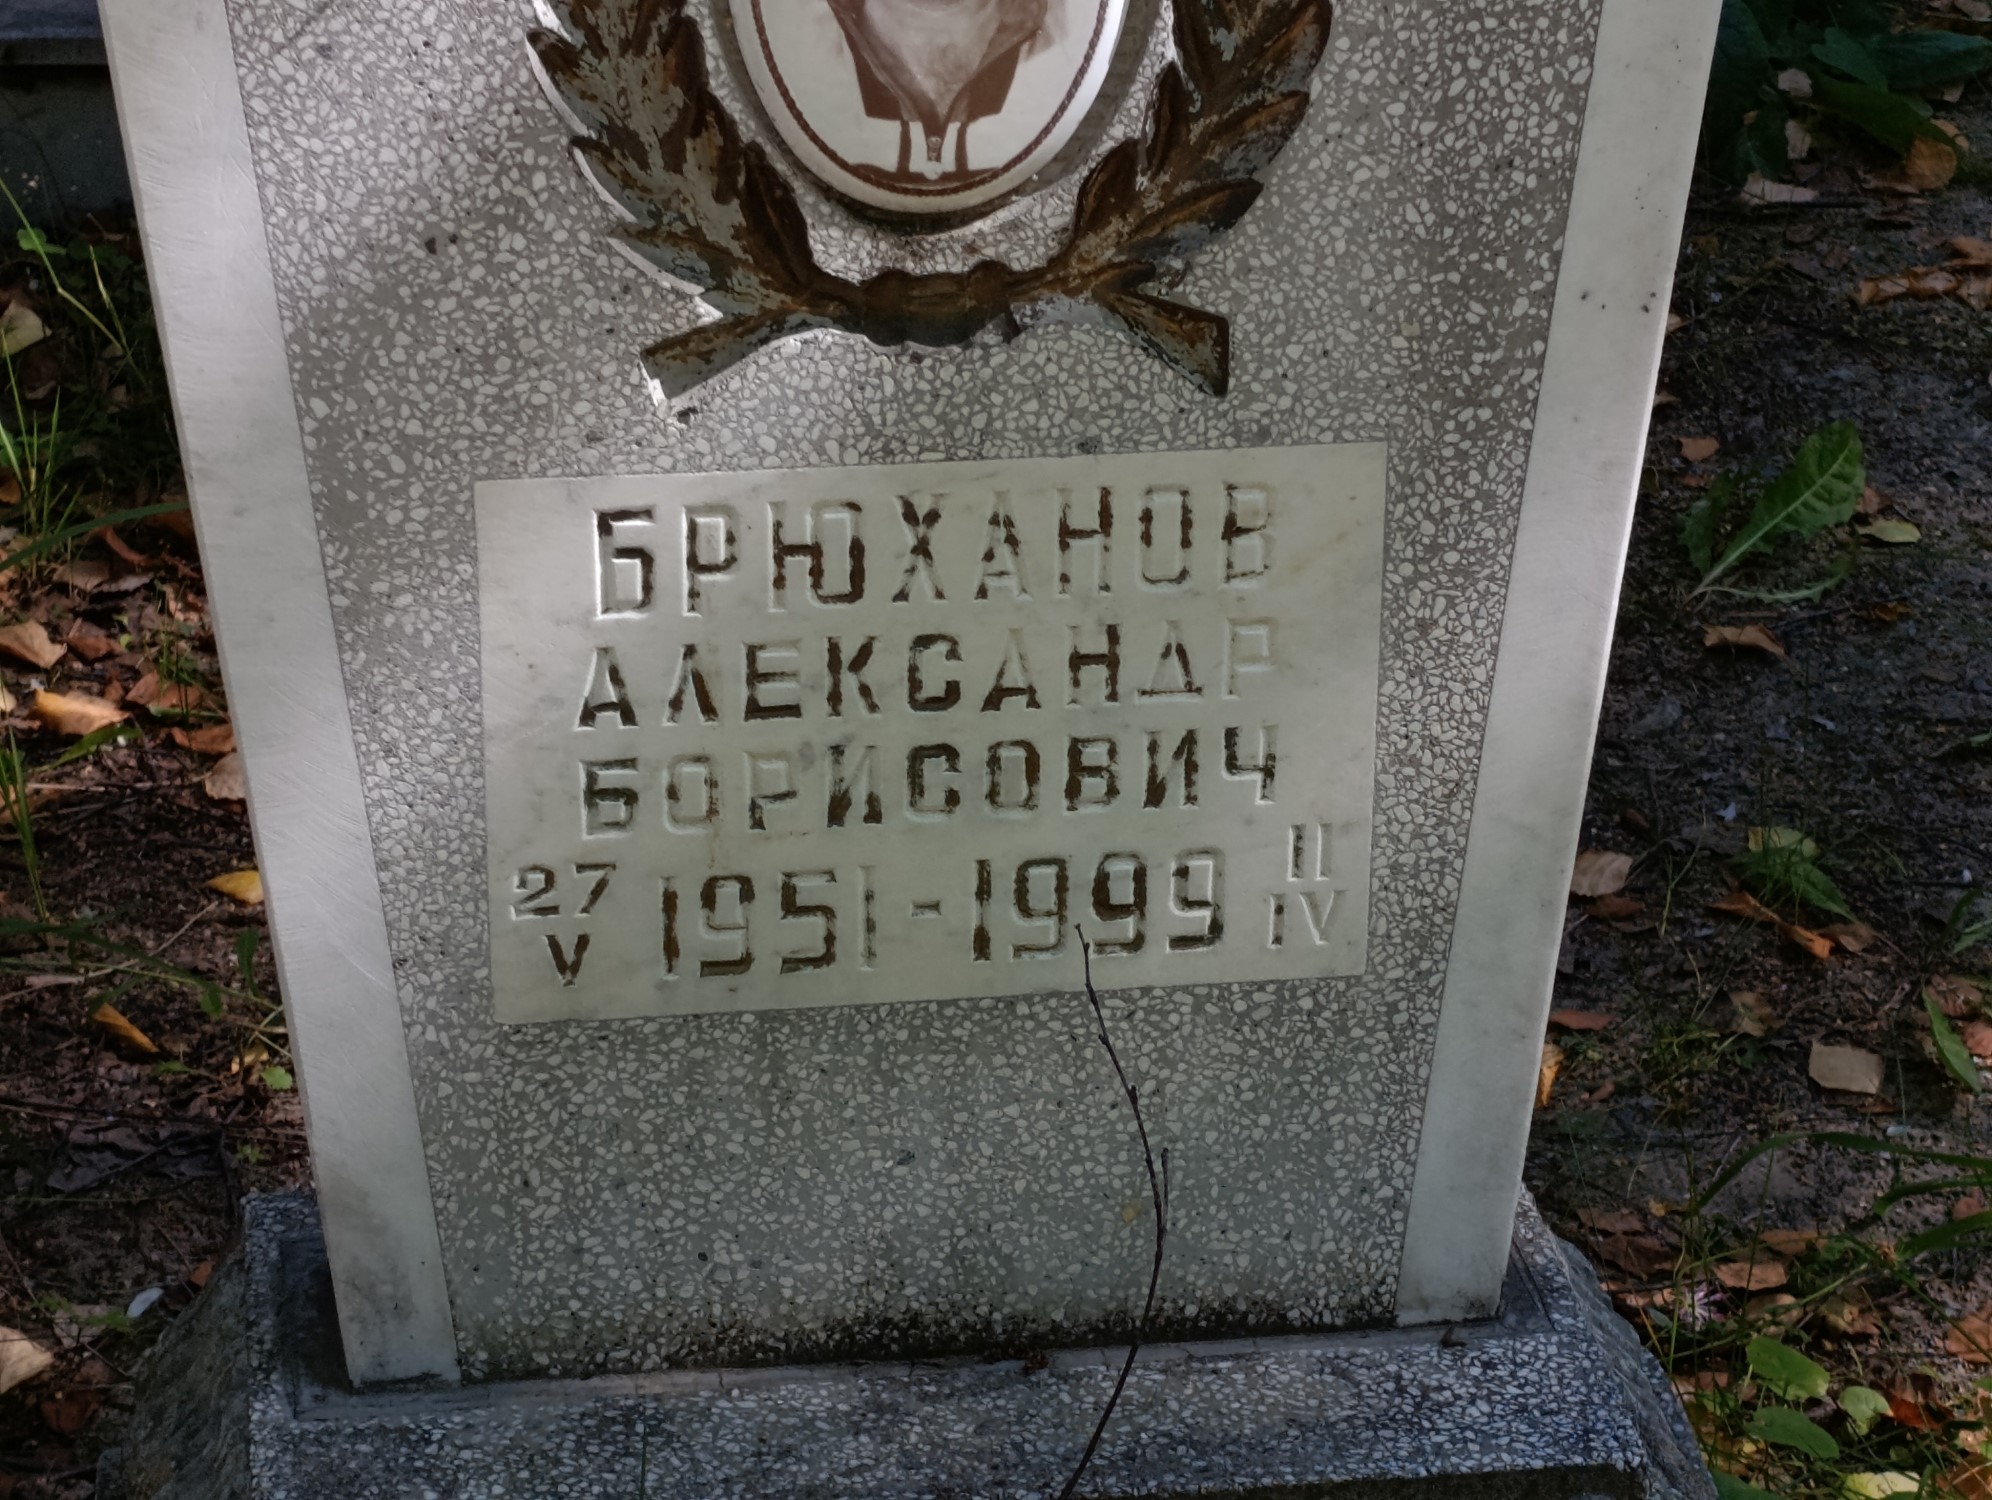 БРЮХАНОВ
АЛЕКСАНДР
БОРИСОВИЧ
27/V 1951 - 1999 11/IV